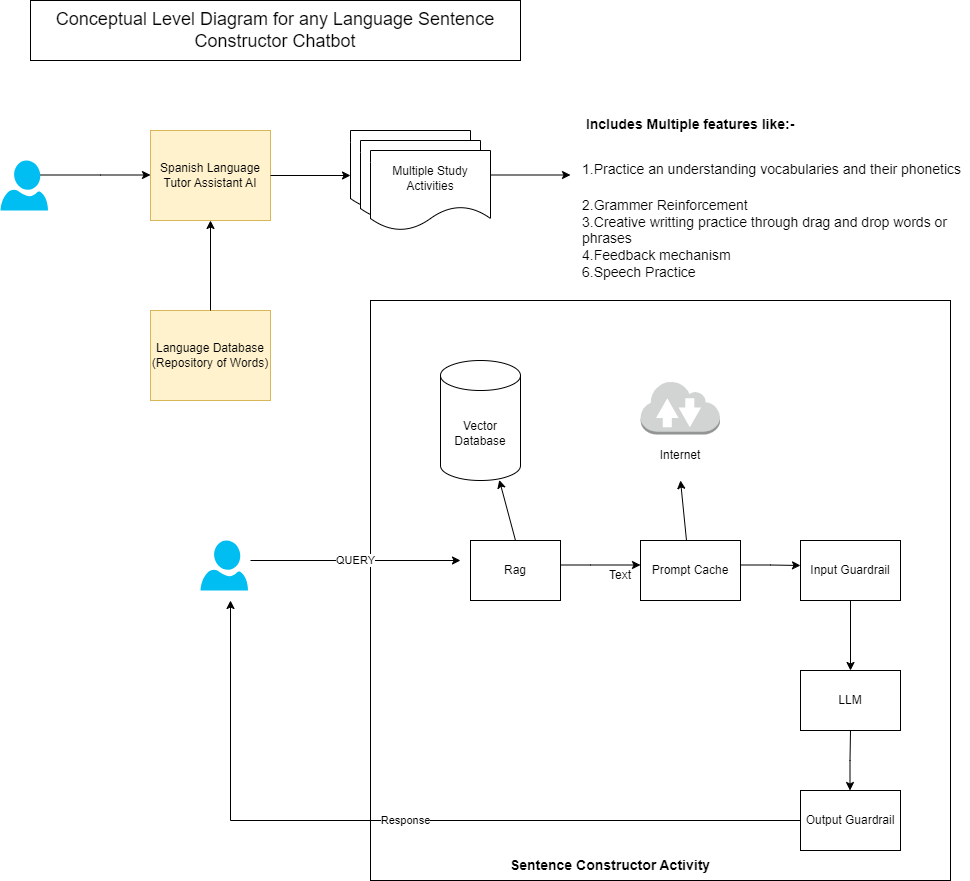 Conceptual Level Diagram for any Language Sentence
Constructor Chatbot
Includes Multiple features like:-
Spanish Language
Tutor Assistant AI
Multiple Study
Activities
1.Practice an understanding vocabularies and their phonetics
2.Grammer Reinforcement
3.Creative writting practice through drag and drop words or
phrases
4.Feedback mechanism
6.Speech Practice
Language Database
(Repository of Words)
Vector
Database
Internet
QUERY
Rag
Text
Prompt Cache
Input Guardrail
LLM
Response
Output Guardrail
Sentence Constructor Activity